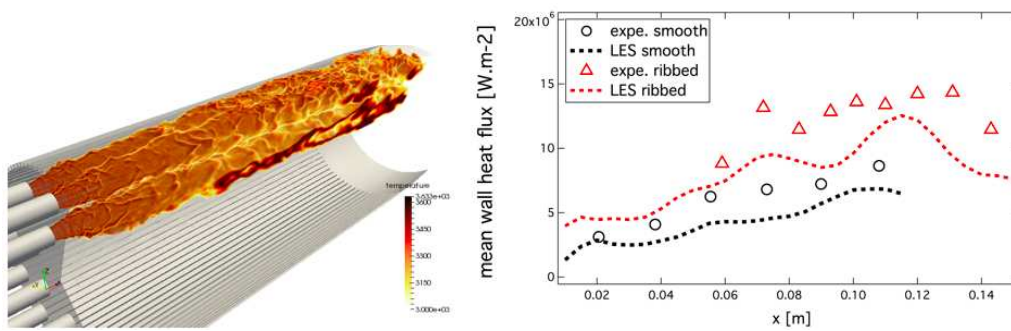 temperature
3.633e+03
3600
3450
3300
3150
3.000e+03
20x10⁶
15
10
5
0
mean wall heat flux [W.m-2]
expe. smooth
LES smooth
expe. ribbed
LES ribbed
0.02 0.04 0.06 0.08 0.10 0.12 0.14
x [m]